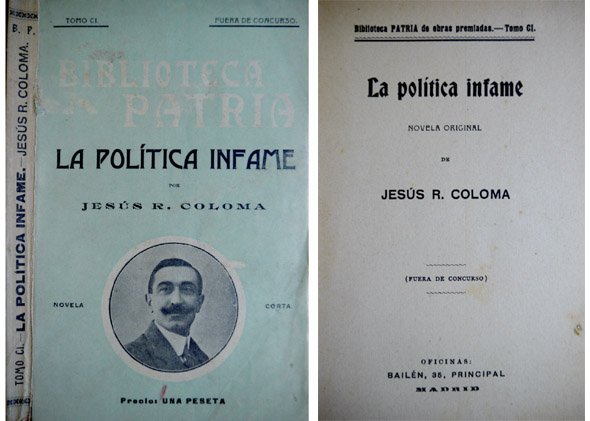 B. P.
TOMO CI.—LA POLÍTICA INFAME.—JESÚS R. COLOMA.
TOMO CI.
FUERA DE CONCURSO.
BIBLIOTECA
PATRIA
LA POLÍTICA INFAME
POR
JESÚS R. COLOMA
NOVELA
CORTA
Precio: UNA PESETA
Biblioteca PATRIA de obras premiadas.—Tomo CI.
La política infame
NOVELA ORIGINAL
DE
JESÚS R. COLOMA
(FUERA DE CONCURSO)
OFICINAS:
BAILÉN, 35, PRINCIPAL
MADRID